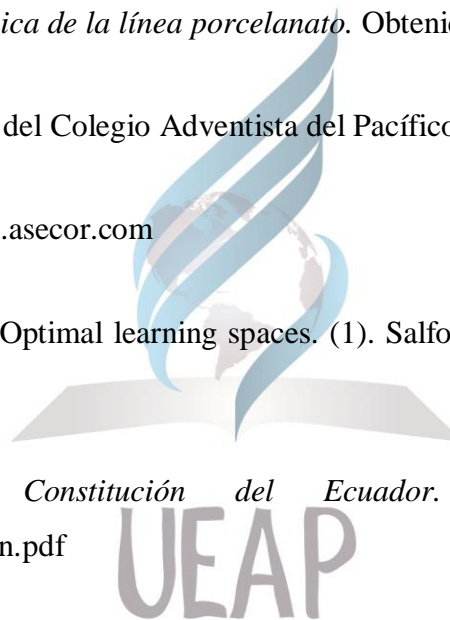 ica de la línea porcelanato. Obtenic
del Colegio Adventista del Pacífico
.asecor.com
Optimal learning spaces. (1). Salfo
Constitución del Ecuador.
n.pdf
UEAP